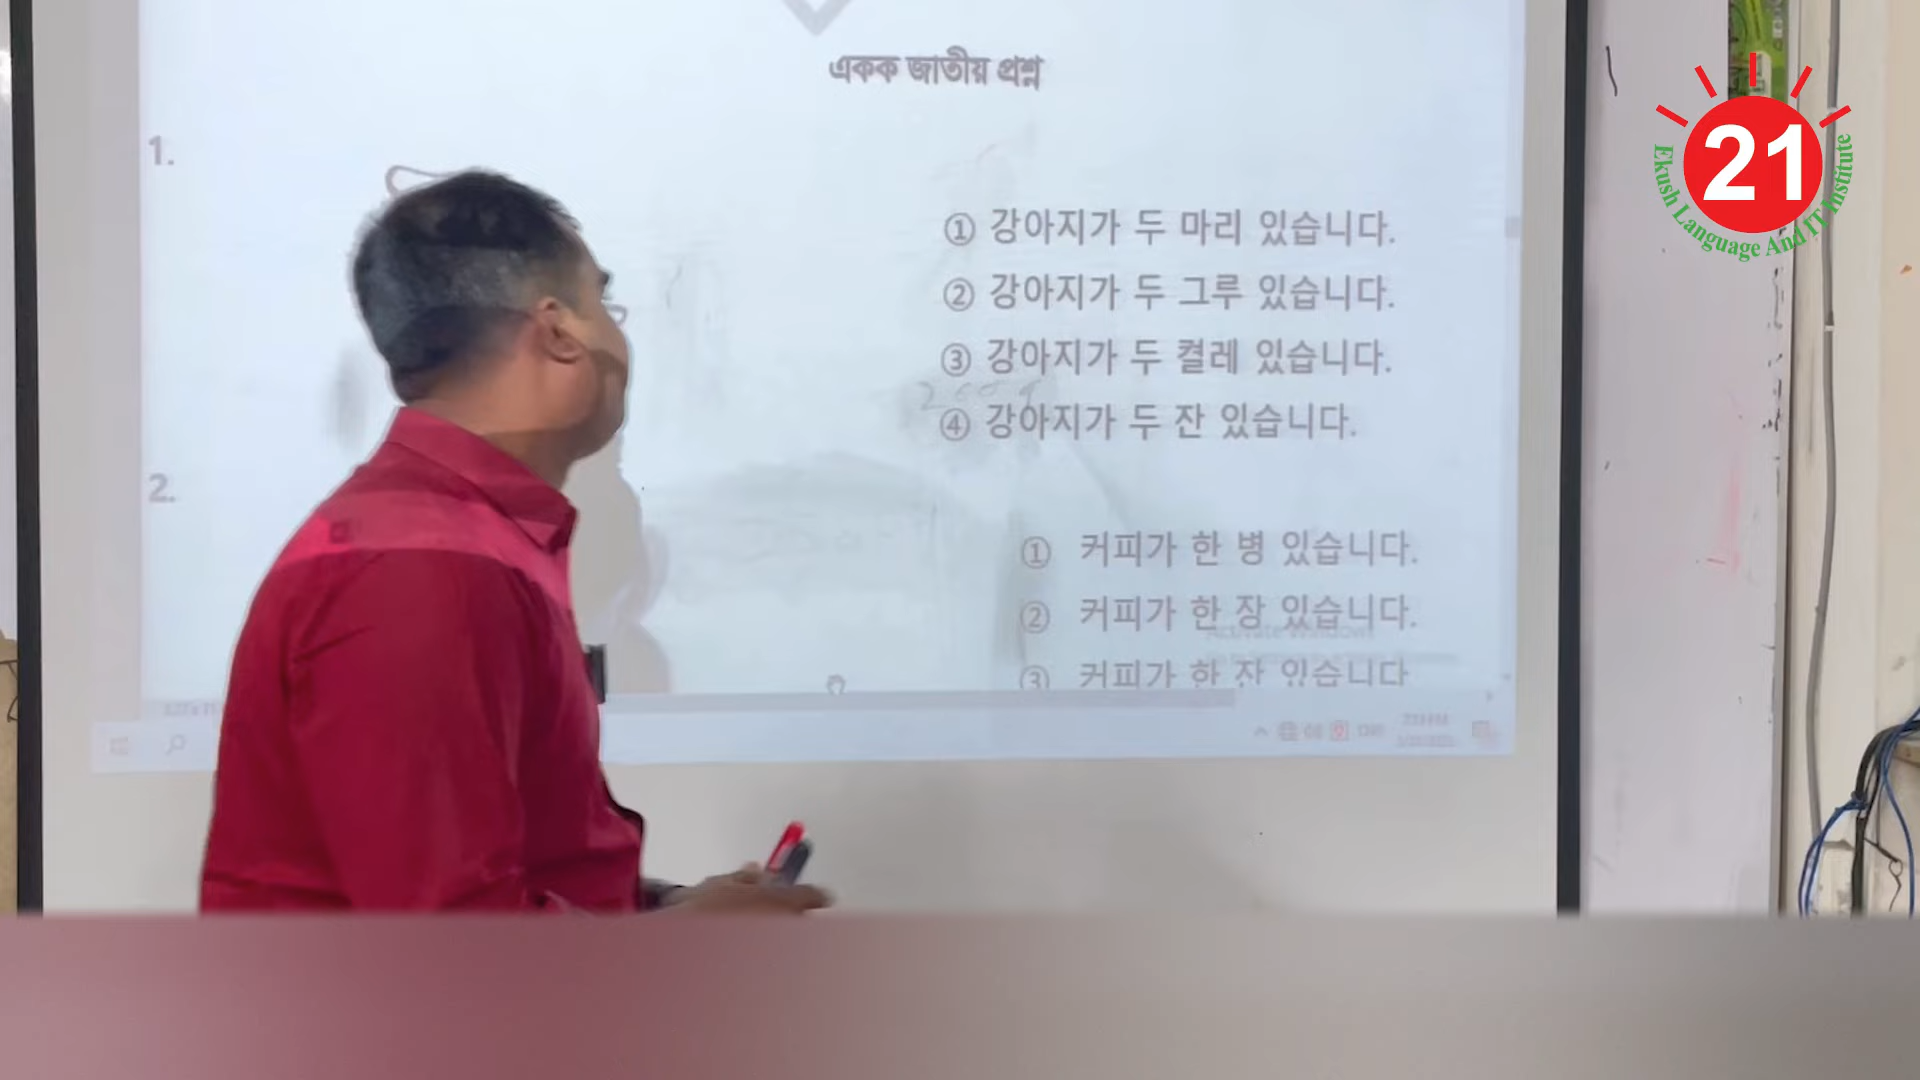 একক জাতীয় প্রশ্ন
1.
① 강아지가 두 마리 있습니다.
② 강아지가 두 그루 있습니다.
③ 강아지가 두 켤레 있습니다.
④ 강아지가 두 잔 있습니다.
2.
① 커피가 한 병 있습니다.
② 커피가 한 장 있습니다.
Activate Windows
③ 커피가 한 잔 있습니다
21
Ekush Language And IT Institute